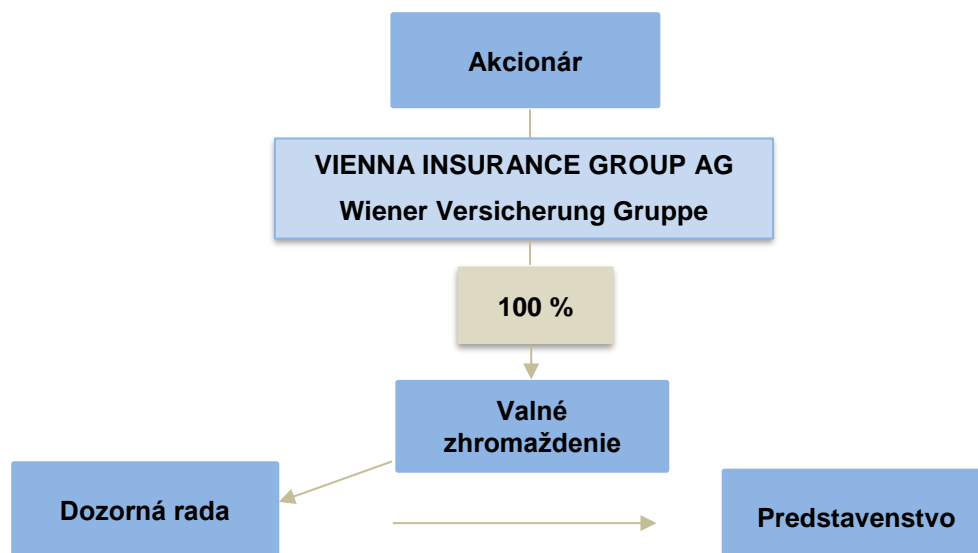 Akcionár
VIENNA INSURANCE GROUP AG
Wiener Versicherung Gruppe
100 %
Valné
zhromaždenie
Dozorná rada
Predstavenstvo